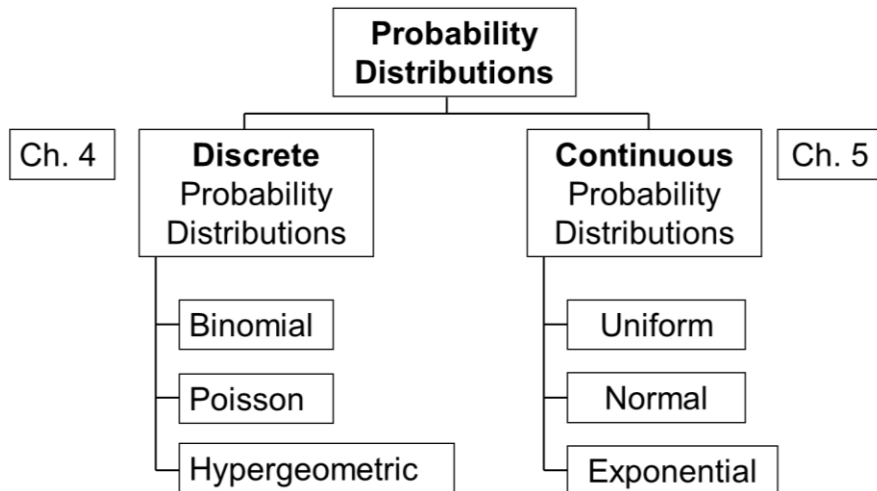 Probability
Distributions
Ch. 4
Discrete
Probability
Distributions
Continuous
Probability
Distributions
Ch. 5
Binomial
Poisson
Hypergeometric
Uniform
Normal
Exponential